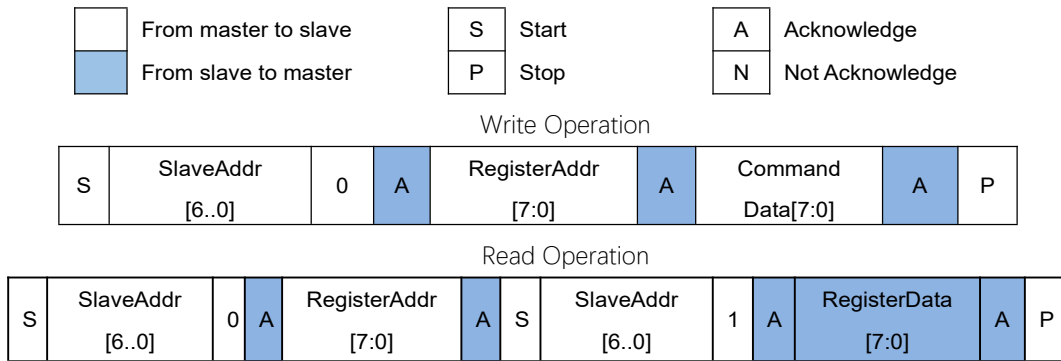 From master to slave S Start A Acknowledge
From slave to master P Stop N Not Acknowledge
Write Operation
S SlaveAddr [6..0] 0 A RegisterAddr [7:0] A Command Data[7:0] A P
Read Operation
S SlaveAddr [6..0] 0 A RegisterAddr [7:0] A S SlaveAddr [6..0] 1 A RegisterData [7:0] A P